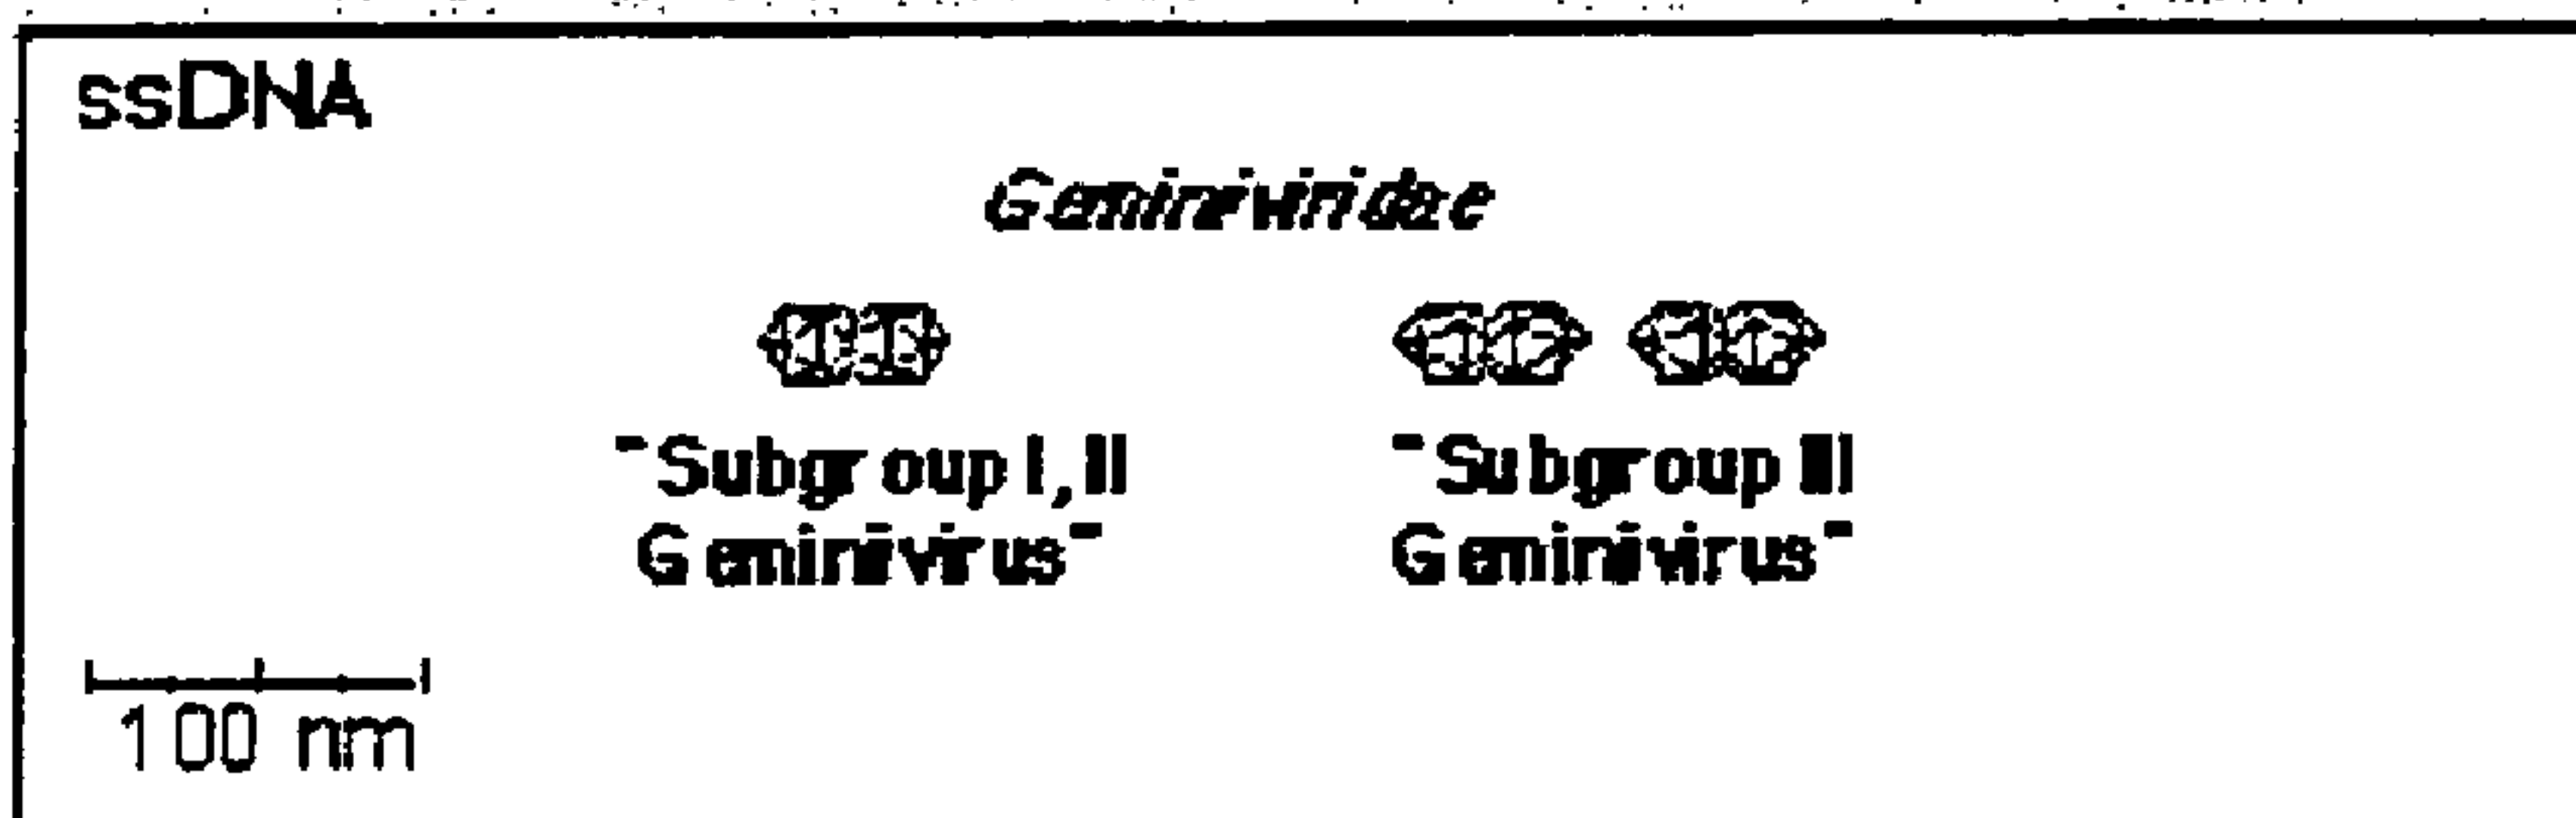 ssDNA
Geminiviridae
"Subgroup I, II
Geminivirus"
"Subgroup III
Geminivirus"
100 nm